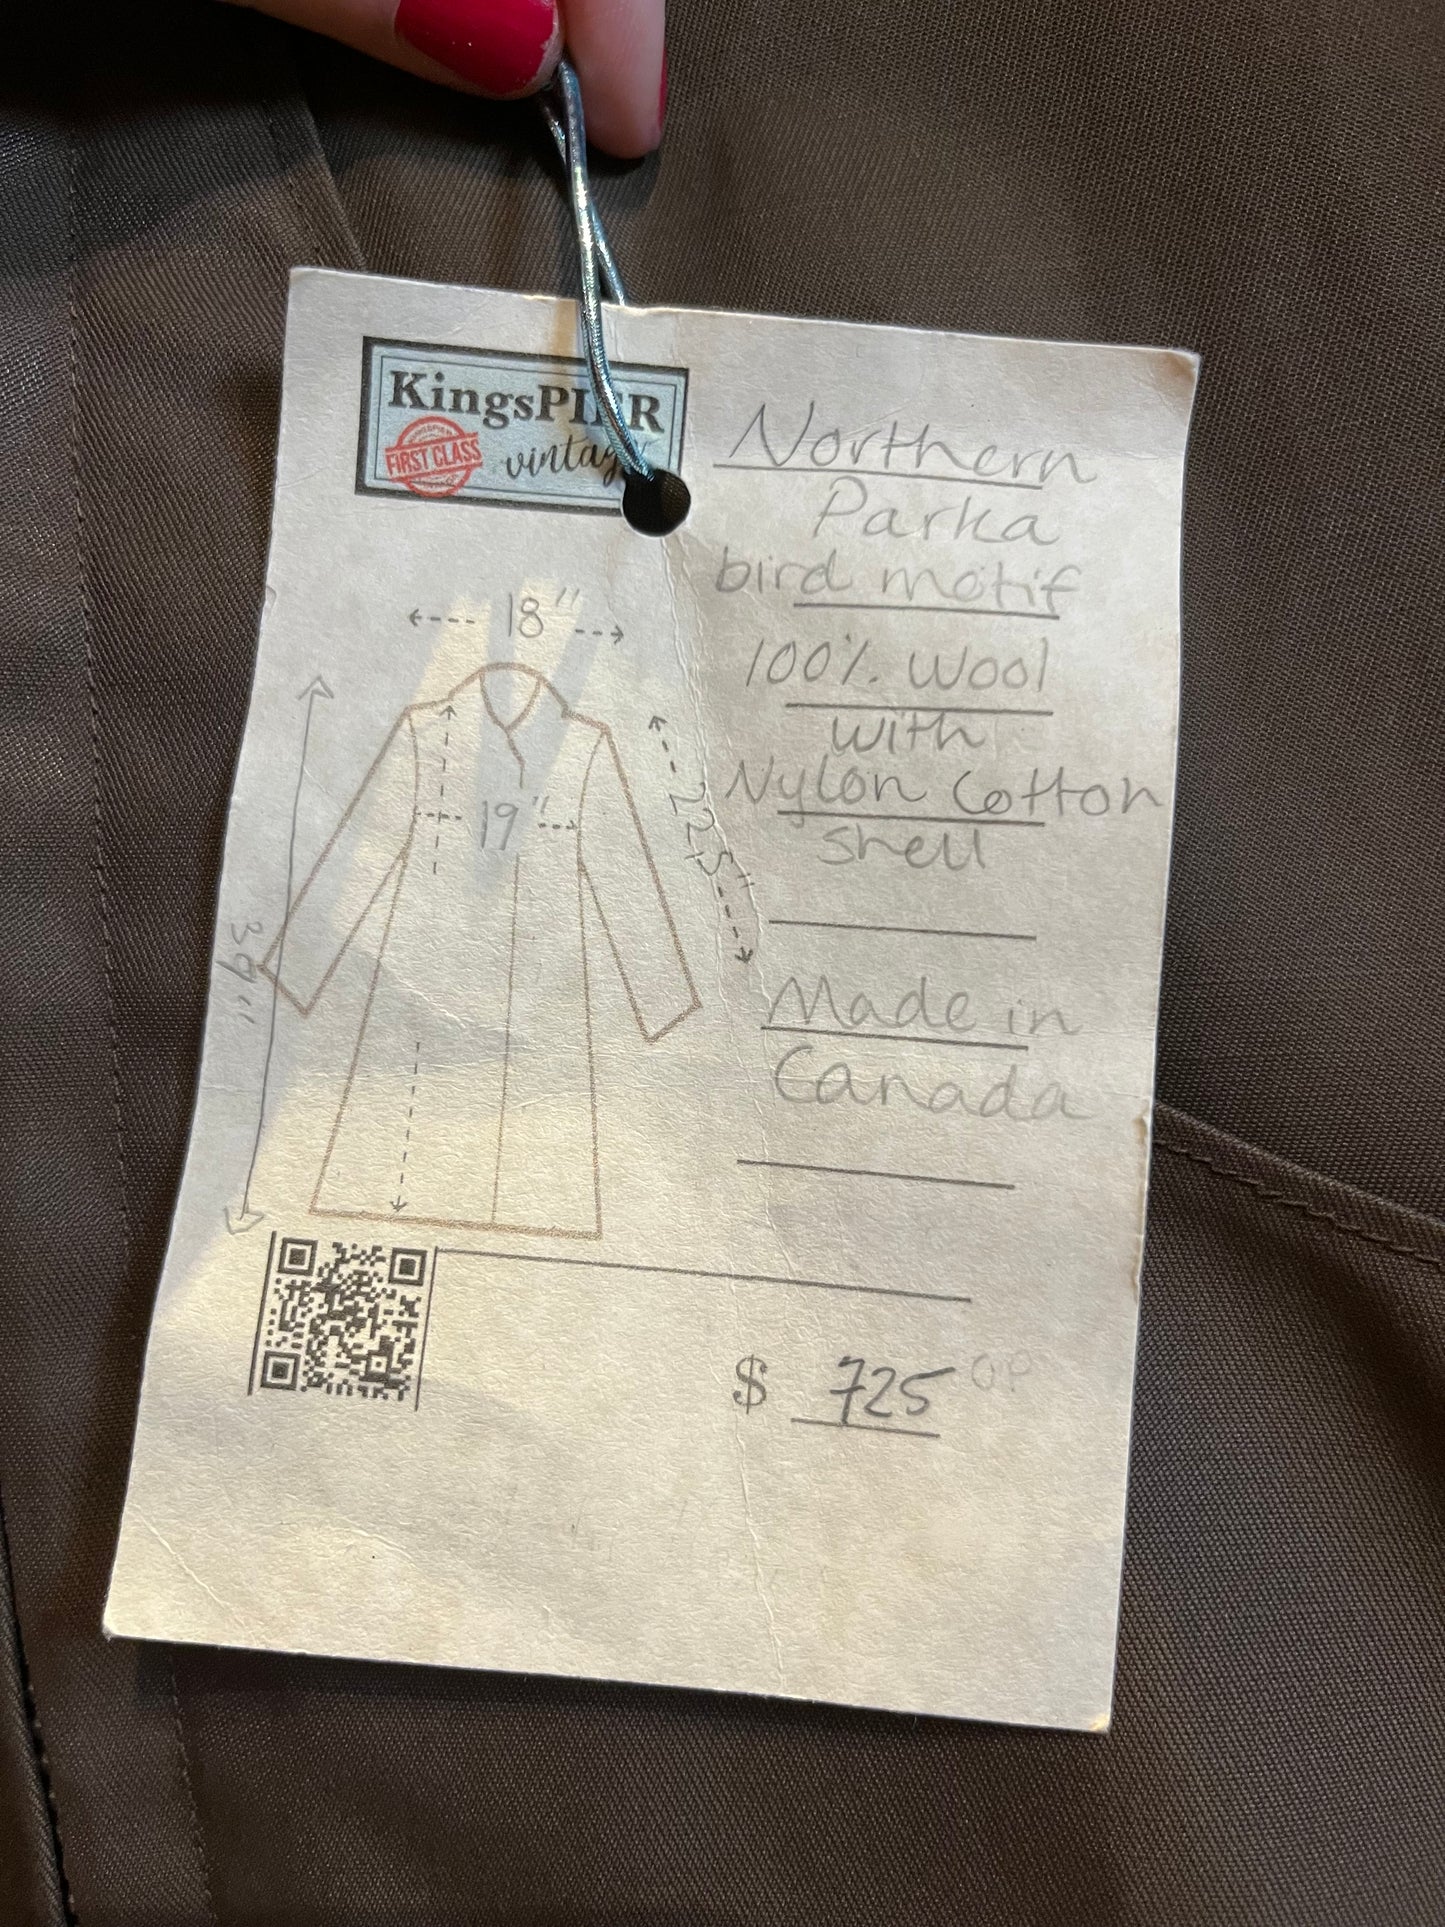 KingsPIER
FIRST CLASS
vintage
Northern
Parka
bird motif
100% wool
with
Nylon Cotton
shell
Made in
Canada
18"
19"
22.5"
39"
$ 725